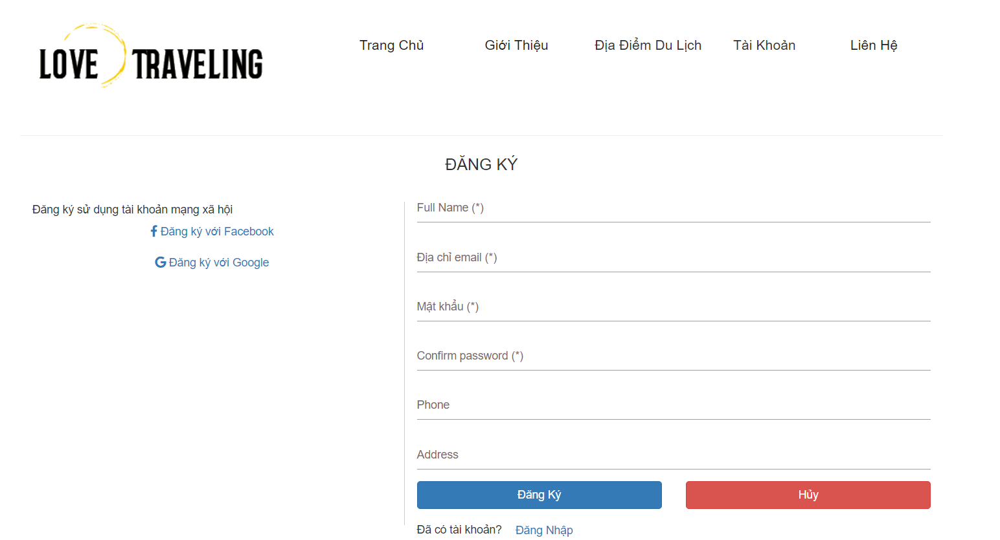 LOVE TRAVELING
Trang Chủ Giới Thiệu Địa Điểm Du Lịch Tài Khoản Liên Hệ
ĐĂNG KÝ
Đăng ký sử dụng tài khoản mạng xã hội
Đăng ký với Facebook
Đăng ký với Google
Full Name (*)
Địa chỉ email (*)
Mật khẩu (*)
Confirm password (*)
Phone
Address
Đăng Ký Hủy
Đã có tài khoản? Đăng Nhập